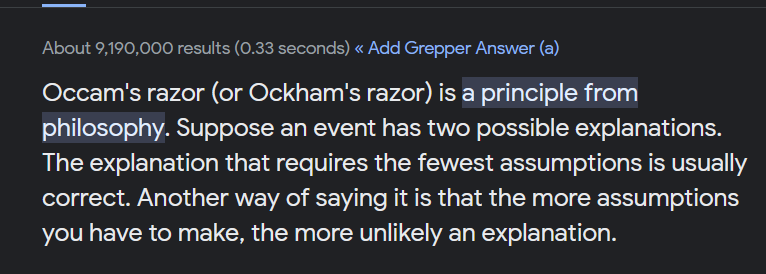 About 9,190,000 results (0.33 seconds) « Add Grepper Answer (a)
Occam's razor (or Ockham's razor) is a principle from
philosophy. Suppose an event has two possible explanations.
The explanation that requires the fewest assumptions is usually
correct. Another way of saying it is that the more assumptions
you have to make, the more unlikely an explanation.